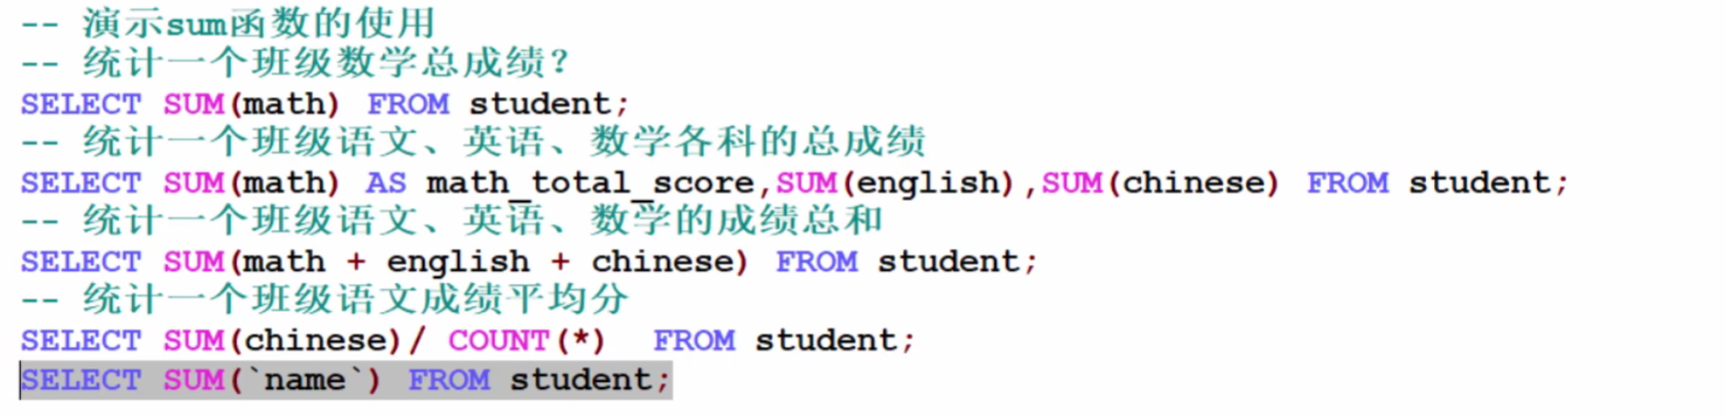 -- 演示sum函数的使用
-- 统计一个班级数学总成绩?
SELECT SUM(math) FROM student;
-- 统计一个班级语文、英语、数学各科的总成绩
SELECT SUM(math) AS math_total_score,SUM(english),SUM(chinese) FROM student;
-- 统计一个班级语文、英语、数学的成绩总和
SELECT SUM(math + english + chinese) FROM student;
-- 统计一个班级语文成绩平均分
SELECT SUM(chinese)/ COUNT(*)  FROM student;
SELECT SUM(`name`) FROM student;